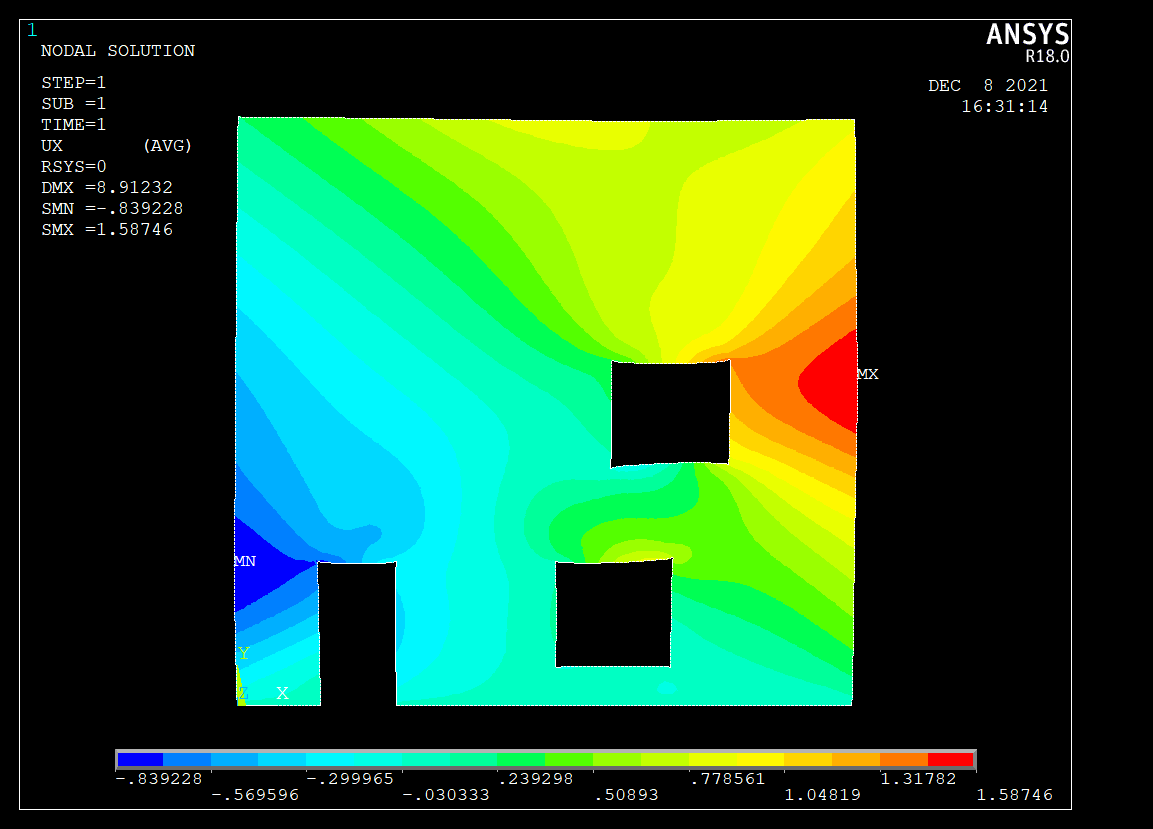 1
ANSYS
R18.0
NODAL SOLUTION
STEP=1
SUB =1
TIME=1
UX (AVG)
RSYS=0
DMX =8.91232
SMN =-.839228
SMX =1.58746
DEC 8 2021
16:31:14
MX
MN
Y
Z X
-.839228 -.299965 .239298 .778561 1.31782
-.569596 -.030333 .50893 1.04819 1.58746